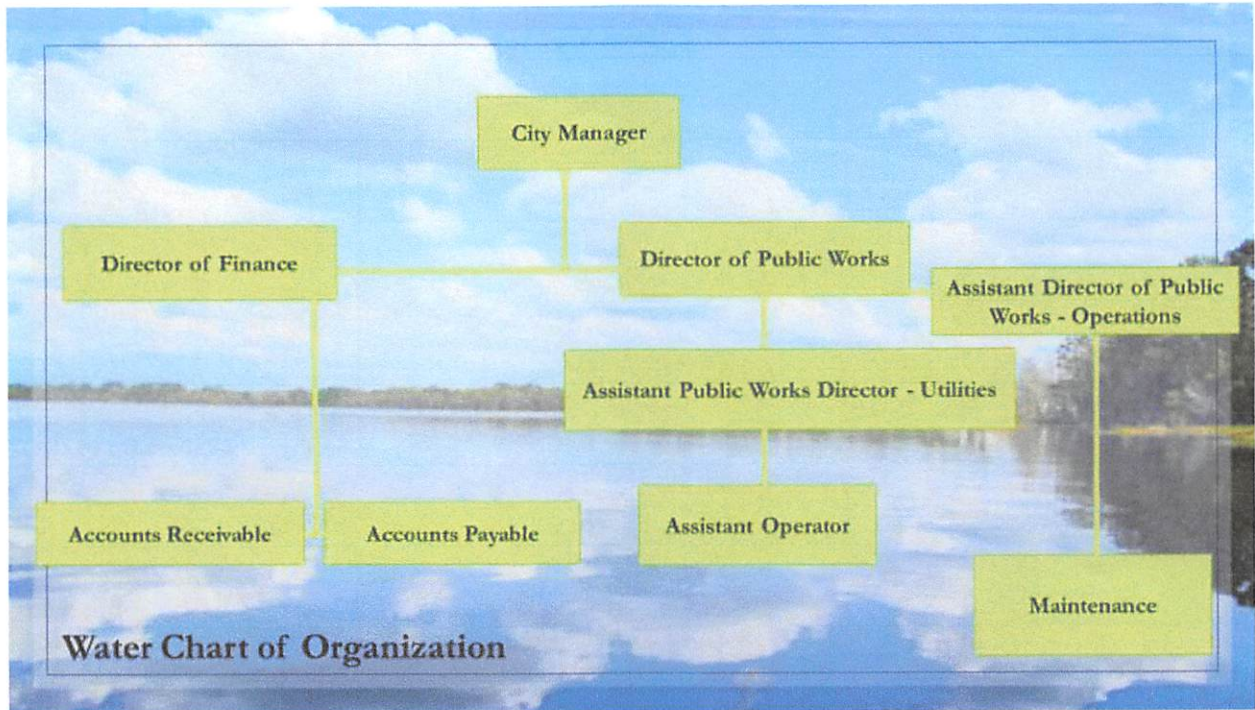 City Manager
Director of Finance
Director of Public Works
Assistant Director of Public
Works - Operations
Assistant Public Works Director - Utilities
Accounts Receivable
Accounts Payable
Assistant Operator
Maintenance
Water Chart of Organization